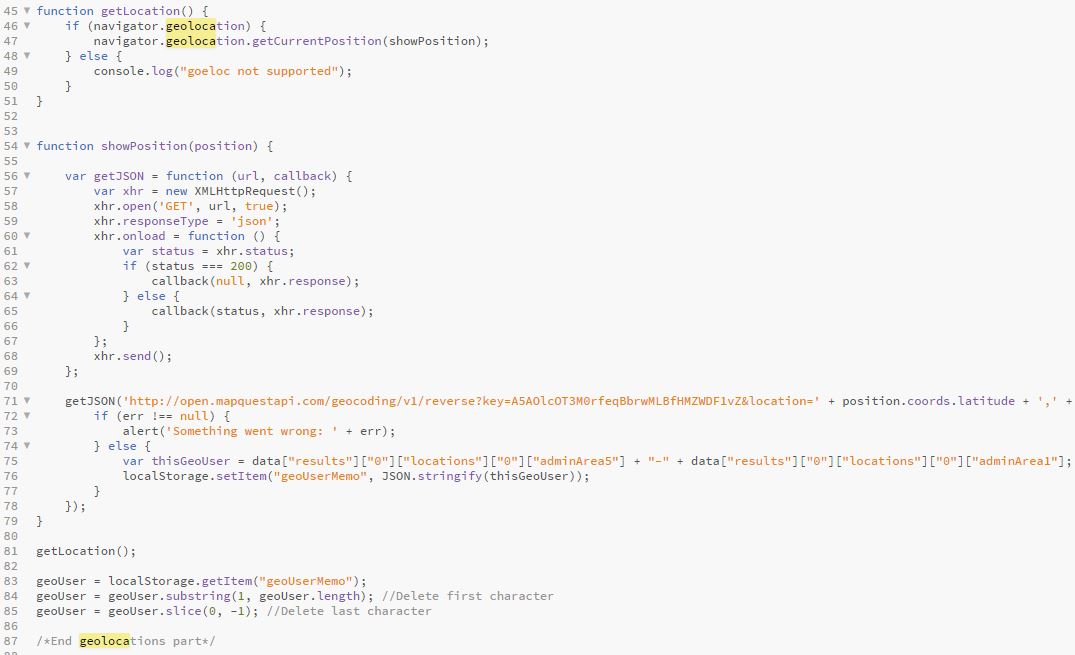 45 ▼ function getLocation() {
46 ▼     if (navigator.geolocation) {
47         navigator.geolocation.getCurrentPosition(showPosition);
48 ▼     } else {
49         console.log("goeloc not supported");
50     }
51 }
52
53
54 ▼ function showPosition(position) {
55
56 ▼     var getJSON = function (url, callback) {
57         var xhr = new XMLHttpRequest();
58         xhr.open('GET', url, true);
59         xhr.responseType = 'json';
60 ▼         xhr.onload = function () {
61             var status = xhr.status;
62 ▼             if (status === 200) {
63                 callback(null, xhr.response);
64 ▼             } else {
65                 callback(status, xhr.response);
66             }
67         };
68         xhr.send();
69     };
70
71 ▼     getJSON('http://open.mapquestapi.com/geocoding/v1/reverse?key=A5AOlcOT3M0rfeqBbrwMLBfHMZWDF1vZ&location=' + position.coords.latitude + ',' +
72 ▼         if (err !== null) {
73             alert('Something went wrong: ' + err);
74 ▼         } else {
75             var thisGeoUser = data["results"]["0"]["locations"]["0"]["adminArea5"] + "-" + data["results"]["0"]["locations"]["0"]["adminArea1"];
76             localStorage.setItem("geoUserMemo", JSON.stringify(thisGeoUser));
77         }
78     });
79 }
80
81 getLocation();
82
83 geoUser = localStorage.getItem("geoUserMemo");
84 geoUser = geoUser.substring(1, geoUser.length); //Delete first character
85 geoUser = geoUser.slice(0, -1); //Delete last character
86
87 /*End geolocations part*/